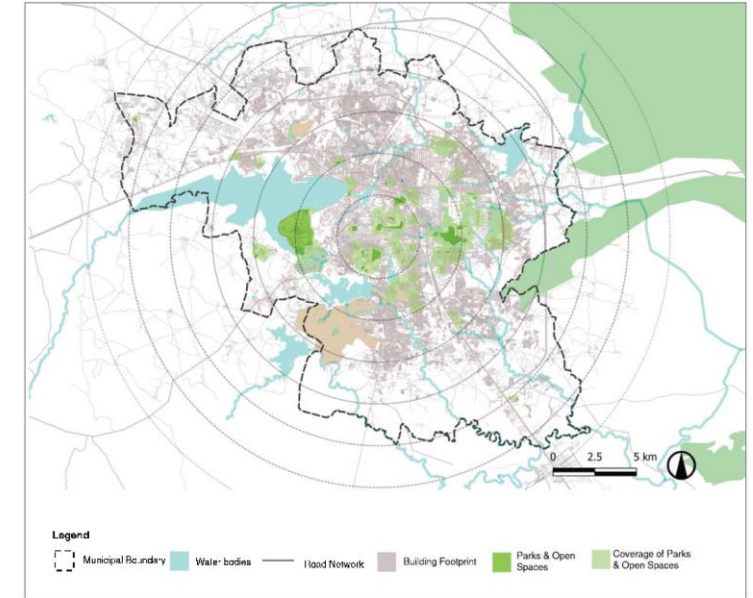 0 2.5 5 km
Legend
Municipal Boundary
Water bodies
Road Network
Building Footprint
Parks & Open
Spaces
Coverage of Parks
& Open Spaces